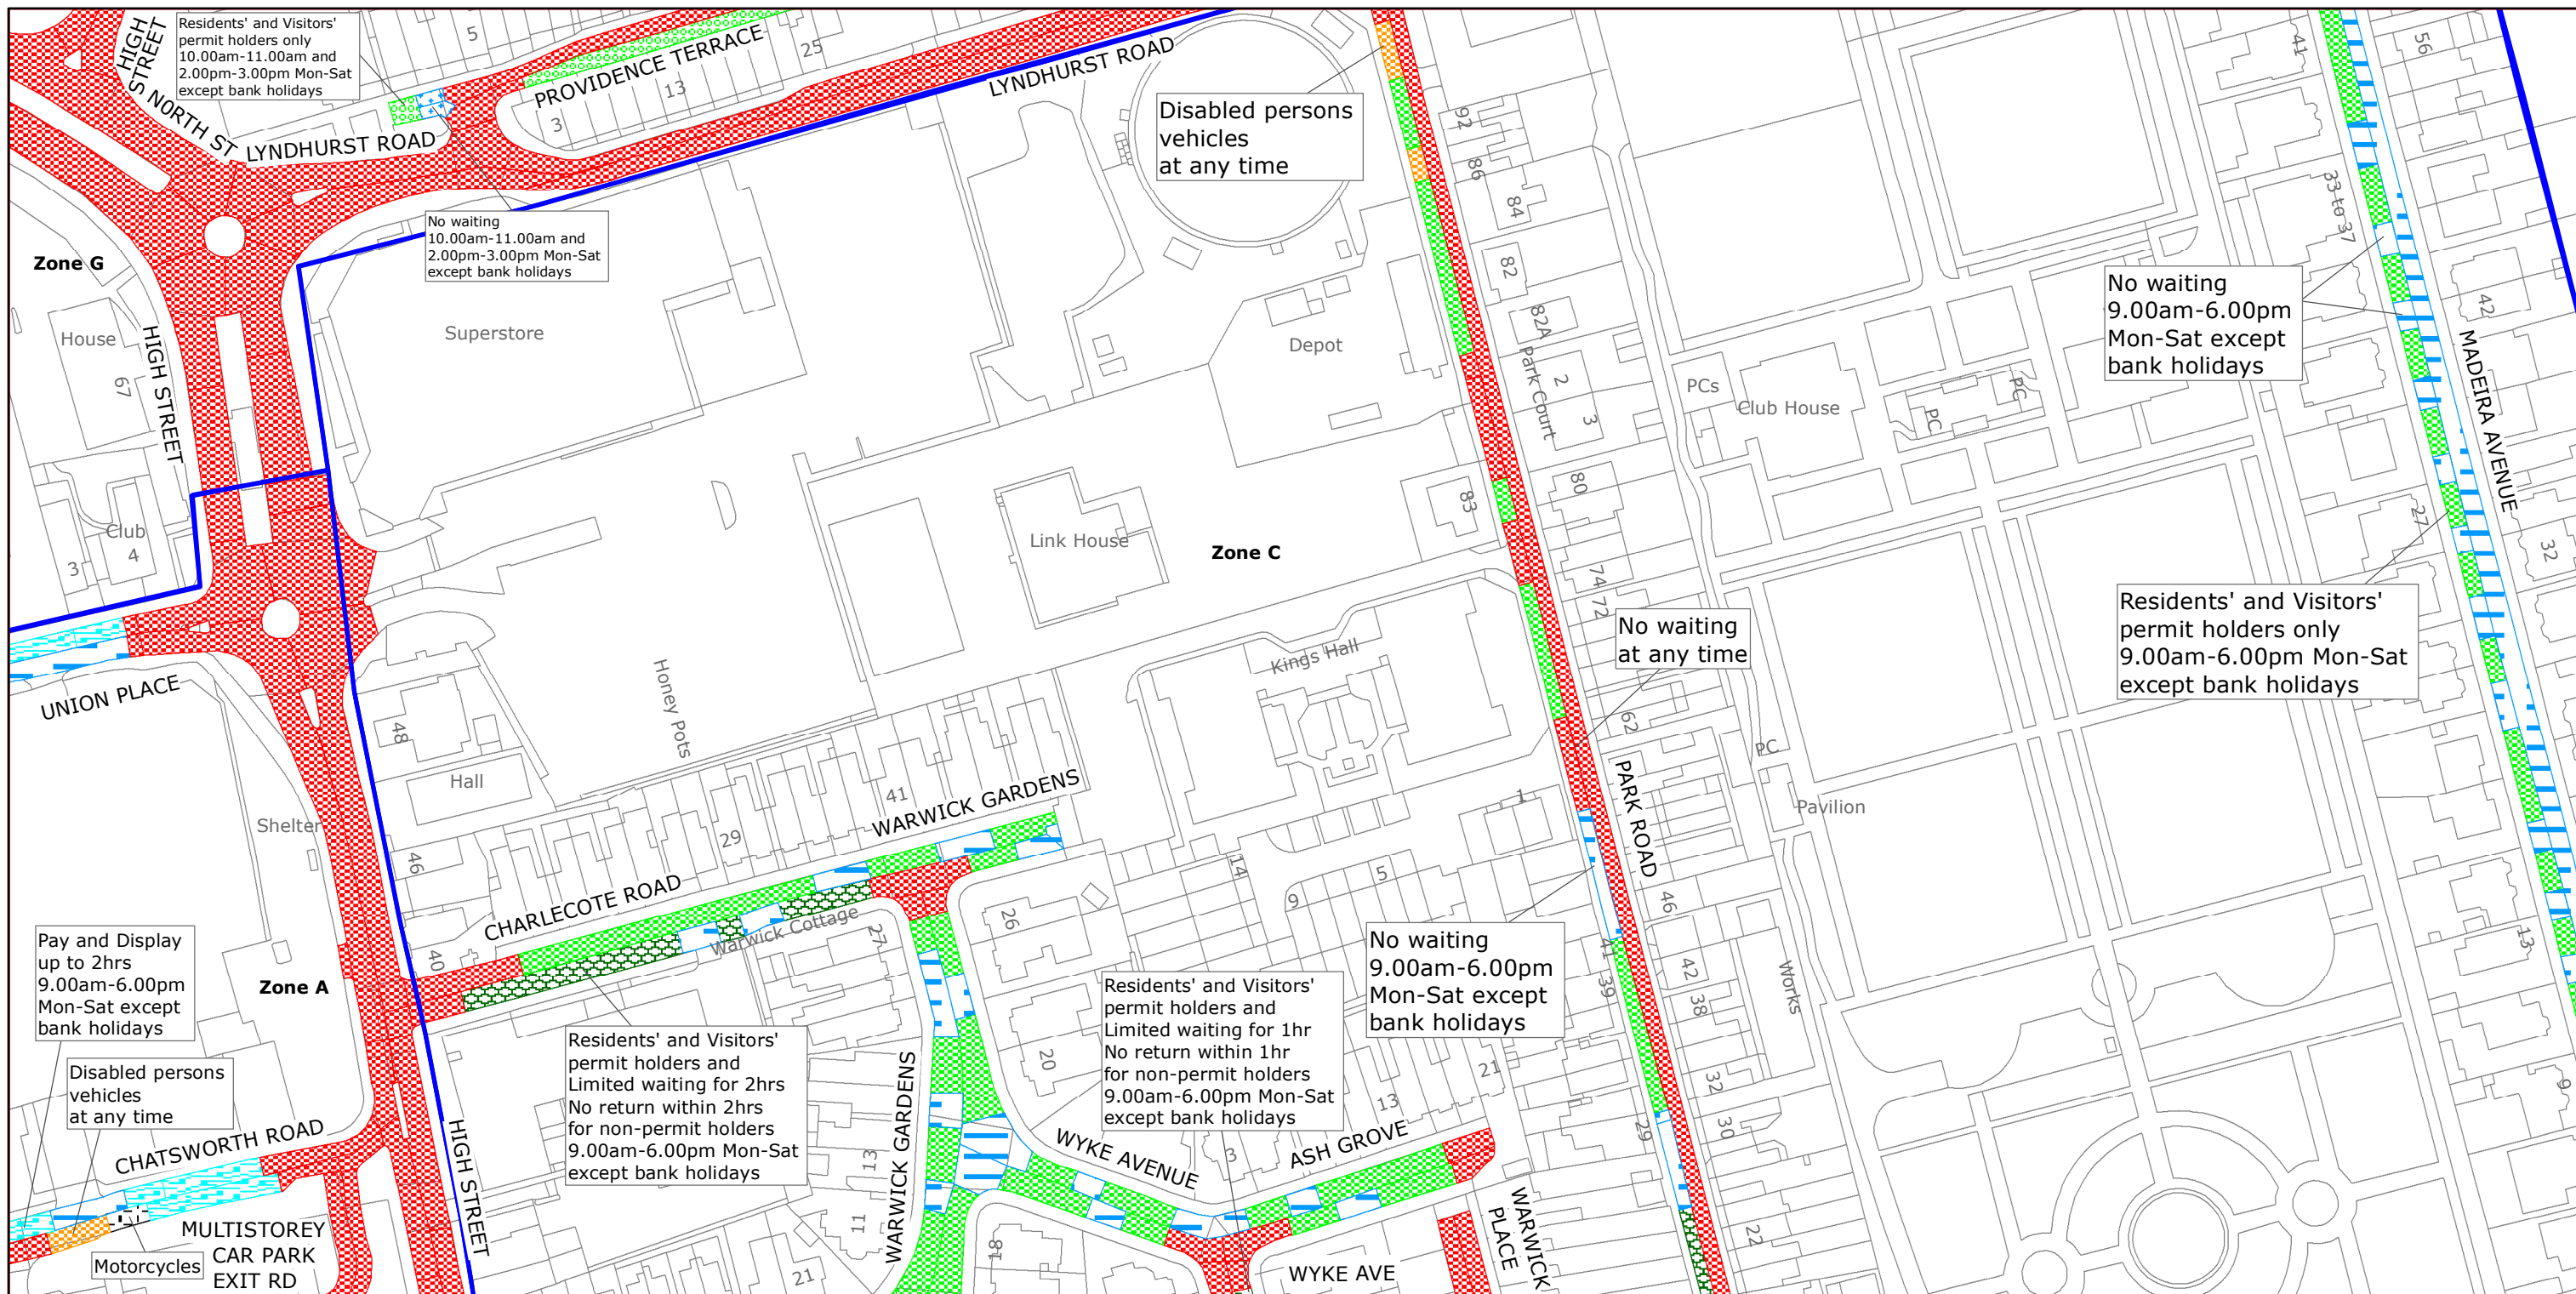 HIGH
STREET
Residents' and Visitors'
permit holders only
10.00am-11.00am and
2.00pm-3.00pm Mon-Sat
except bank holidays
NORTH ST
LYNDHURST ROAD
5
PROVIDENCE TERRACE
25
13
3
LYNDHURST ROAD
No waiting
10.00am-11.00am and
2.00pm-3.00pm Mon-Sat
except bank holidays
Disabled persons
vehicles
at any time
92
86
84
82
82A
Park Court
2
3
80
83
74
72
62
41
56
33 to 37
42
27
32
13
9
No waiting
9.00am-6.00pm
Mon-Sat except
bank holidays
MADEIRA AVENUE
Residents' and Visitors'
permit holders only
9.00am-6.00pm Mon-Sat
except bank holidays
Zone G
House
67
HIGH STREET
Club
4
3
Superstore
Depot
PCs
Club House
PC
PC
Link House
Zone C
Kings Hall
Honey Pots
No waiting
at any time
PC
Pavilion
PARK ROAD
UNION PLACE
48
Hall
Shelter
46
40
29
41
WARWICK GARDENS
CHARLECOTE ROAD
Warwick Cottage
27
26
20
14
9
5
1
46
42
38
41
39
Works
32
30
29
22
Zone A
Pay and Display
up to 2hrs
9.00am-6.00pm
Mon-Sat except
bank holidays
Disabled persons
vehicles
at any time
CHATSWORTH ROAD
MULTISTOREY
CAR PARK
EXIT RD
Motorcycles
HIGH STREET
Residents' and Visitors'
permit holders and
Limited waiting for 2hrs
No return within 2hrs
for non-permit holders
9.00am-6.00pm Mon-Sat
except bank holidays
13
11
21
WARWICK GARDENS
Residents' and Visitors'
permit holders and
Limited waiting for 1hr
No return within 1hr
for non-permit holders
9.00am-6.00pm Mon-Sat
except bank holidays
No waiting
9.00am-6.00pm
Mon-Sat except
bank holidays
WYKE AVENUE
3
ASH GROVE
13
21
18
WYKE AVE
WARWICK
PLACE